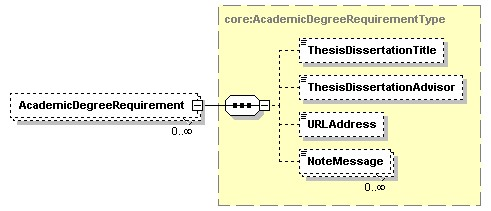 core:AcademicDegreeRequirementType
ThesisDissertationTitle
ThesisDissertationAdvisor
AcademicDegreeRequirement
0..∞
URLAddress
NoteMessage
0..∞